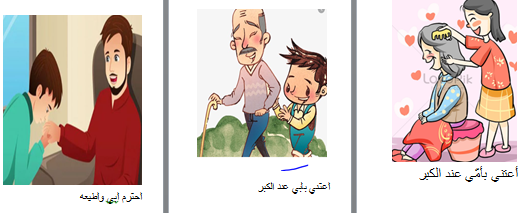 أعتني بأمّي عند الكبر
اعتني بابي عند الكبر
احترم ابي واطيعه